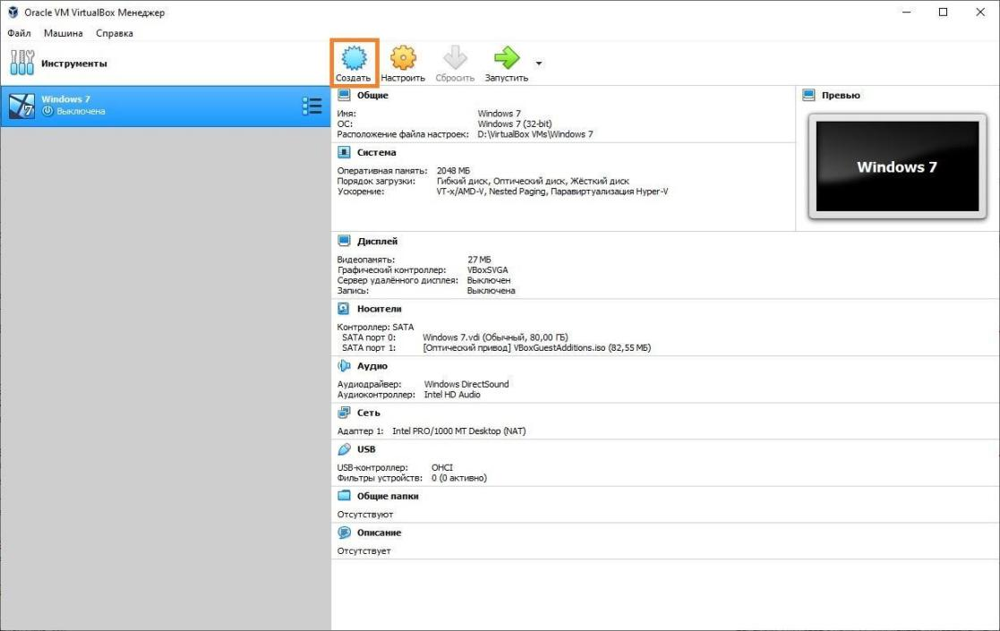 Oracle VM VirtualBox Менеджер
Файл Машина Справка
Инструменты
Создать Настроить Сбросить Запустить
Windows 7
Выключена
Общие
Имя: Windows 7
ОС: Windows 7 (32-bit)
Расположение файла настроек: D:\VirtualBox VMs\Windows 7
Превью
Windows 7
Система
Оперативная память: 2048 МБ
Порядок загрузки: Гибкий диск, Оптический диск, Жёсткий диск
Ускорение: VT-x/AMD-V, Nested Paging, Паравиртуализация Hyper-V
Дисплей
Видеопамять: 27 МБ
Графический контроллер: VBoxSVGA
Сервер удалённого дисплея: Выключен
Запись: Выключена
Носители
Контроллер: SATA
SATA порт 0: Windows 7.vdi (Обычный, 80,00 ГБ)
SATA порт 1: [Оптический привод] VBoxGuestAdditions.iso (82,55 МБ)
Аудио
Аудиодрайвер: Windows DirectSound
Аудиоконтроллер: Intel HD Audio
Сеть
Адаптер 1: Intel PRO/1000 MT Desktop (NAT)
USB
USB-контроллер: OHCI
Фильтры устройств: 0 (0 активно)
Общие папки
Отсутствуют
Описание
Отсутствует